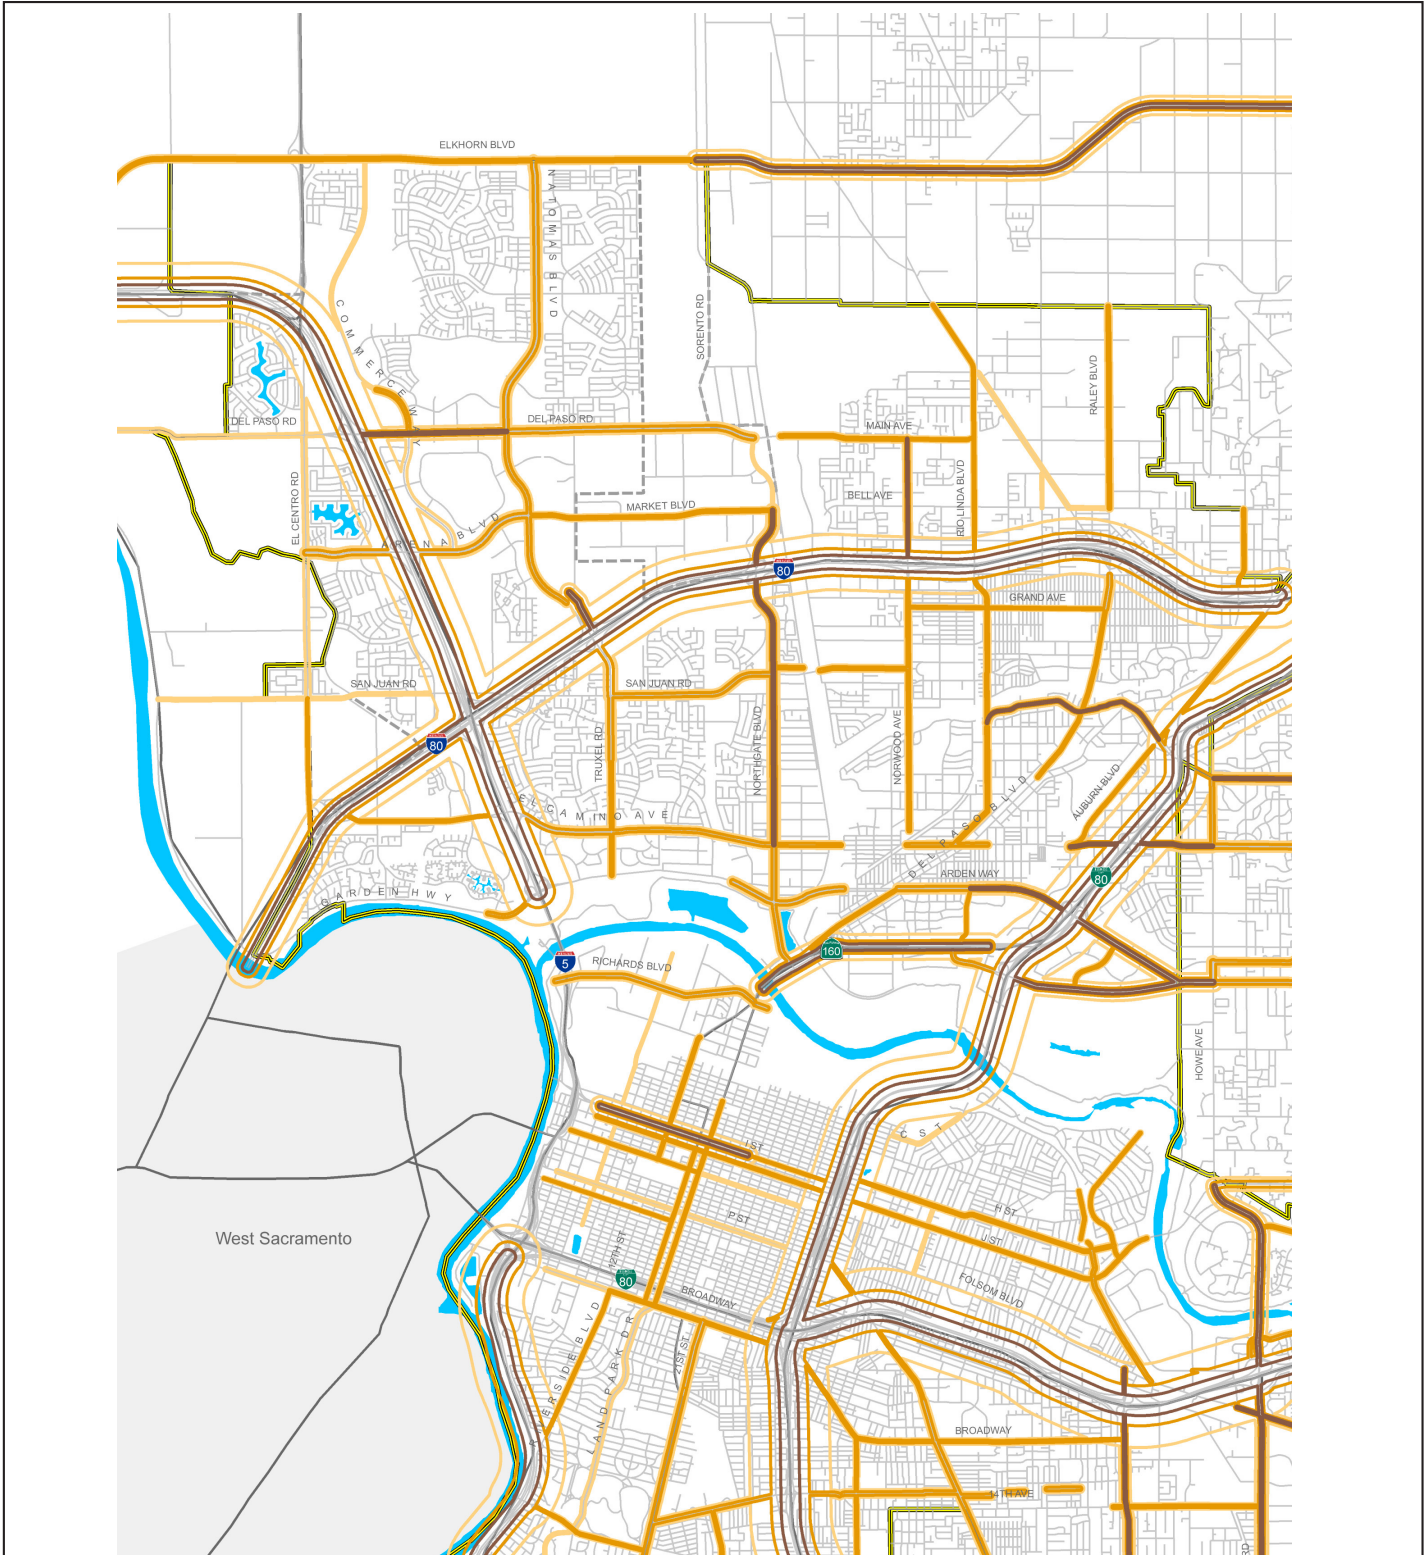 ELKHORN BLVD
NATOMAS BLVD
COMMERCE WAY
SORENTO RD
RALEY BLVD
DEL PASO RD
DEL PASO RD
MAIN AVE
EL CENTRO RD
BELL AVE
RIO LINDA BLVD
MARKET BLVD
ARENA BLVD
80
GRAND AVE
SAN JUAN RD
SAN JUAN RD
80
TRUXEL RD
NORTHGATE BLVD
NORWOOD AVE
EL CAMINO AVE
DEL PASO BLVD
AUBURN BLVD
GARDEN HWY
ARDEN WAY
80
160
5
RICHARDS BLVD
HOWE AVE
C ST
I ST
H ST
P ST
J ST
West Sacramento
12TH ST
80
BROADWAY
FOLSOM BLVD
RIVERSIDE BLVD
LAND PARK DR
21ST ST
BROADWAY
14TH AVE
RD